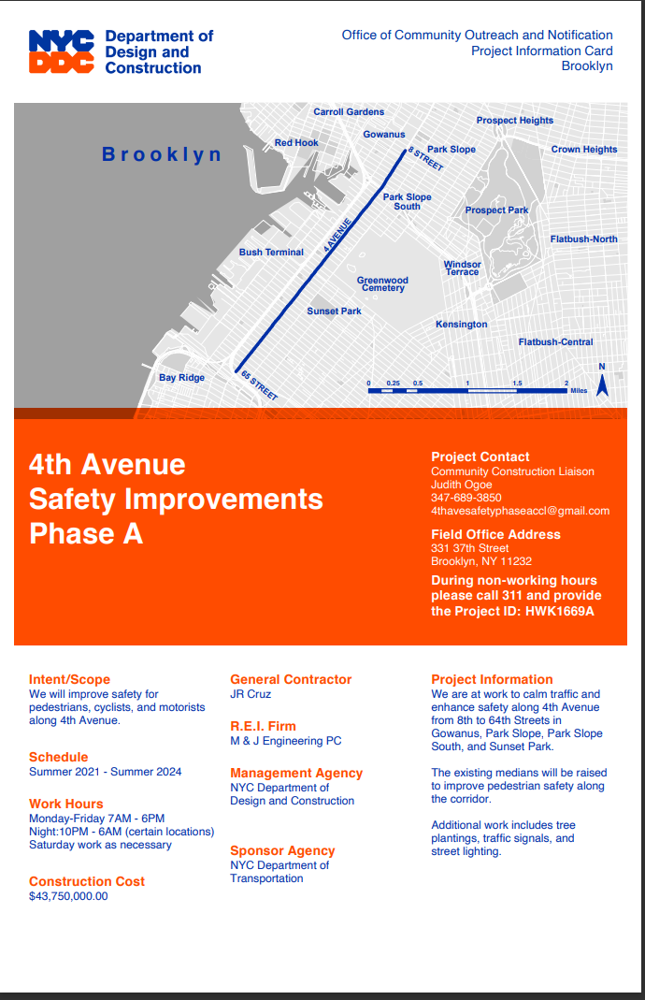 NYC
DDC
Department of
Design and
Construction
Office of Community Outreach and Notification
Project Information Card
Brooklyn
Brooklyn
Carroll Gardens
Gowanus
Prospect Heights
Red Hook
8 STREET
Park Slope
Crown Heights
Park Slope
South
Prospect Park
4 AVENUE
Flatbush-North
Bush Terminal
Windsor
Terrace
Greenwood
Cemetery
Sunset Park
Kensington
Flatbush-Central
Bay Ridge
65 STREET
N
0 0.25 0.5 1 1.5 2
Miles
4th Avenue
Safety Improvements
Phase A
Project Contact
Community Construction Liaison
Judith Ogoe
347-689-3850
4thavesafetyphaseaccl@gmail.com
Field Office Address
331 37th Street
Brooklyn, NY 11232
During non-working hours
please call 311 and provide
the Project ID: HWK1669A
Intent/Scope
We will improve safety for
pedestrians, cyclists, and motorists
along 4th Avenue.
Schedule
Summer 2021 - Summer 2024
Work Hours
Monday-Friday 7AM - 6PM
Night:10PM - 6AM (certain locations)
Saturday work as necessary
Construction Cost
$43,750,000.00
General Contractor
JR Cruz
R.E.I. Firm
M & J Engineering PC
Management Agency
NYC Department of
Design and Construction
Sponsor Agency
NYC Department of
Transportation
Project Information
We are at work to calm traffic and
enhance safety along 4th Avenue
from 8th to 64th Streets in
Gowanus, Park Slope, Park Slope
South, and Sunset Park.
The existing medians will be raised
to improve pedestrian safety along
the corridor.
Additional work includes tree
plantings, traffic signals, and
street lighting.